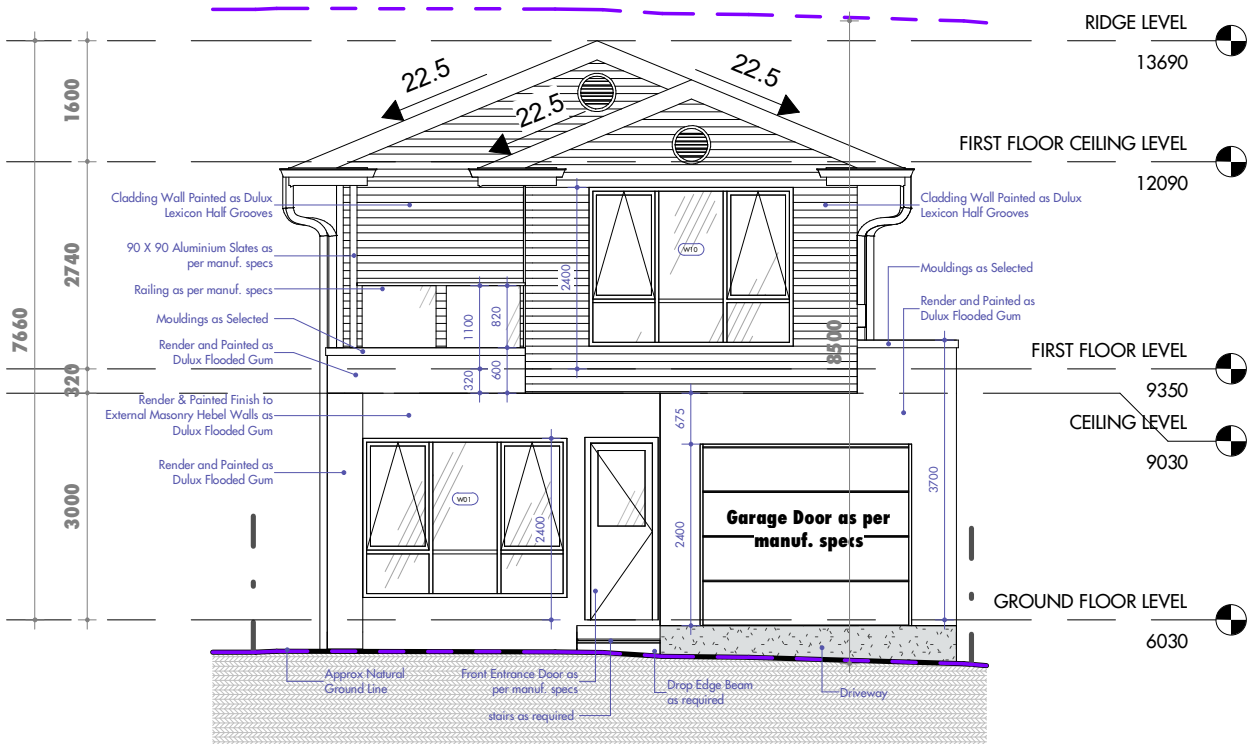 RIDGE LEVEL
13690
22.5
22.5
22.5
1600
FIRST FLOOR CEILING LEVEL
12090
Cladding Wall Painted as Dulux
Lexicon Half Grooves
Cladding Wall Painted as Dulux
Lexicon Half Grooves
90 X 90 Aluminium Slates as
per manuf. specs
W10
2740
2400
Mouldings as Selected
Railing as per manuf. specs
Render and Painted as
Dulux Flooded Gum
Mouldings as Selected
1100
820
7660
8500
Render and Painted as
Dulux Flooded Gum
FIRST FLOOR LEVEL
9350
320
320
600
Render & Painted Finish to
External Masonry Hebel Walls as
Dulux Flooded Gum
675
CEILING LEVEL
9030
Render and Painted as
Dulux Flooded Gum
3700
W01
3000
2400
2400
Garage Door as per
manuf. specs
GROUND FLOOR LEVEL
6030
Approx Natural
Ground Line
Front Entrance Door as
per manuf. specs
Drop Edge Beam
as required
Driveway
stairs as required